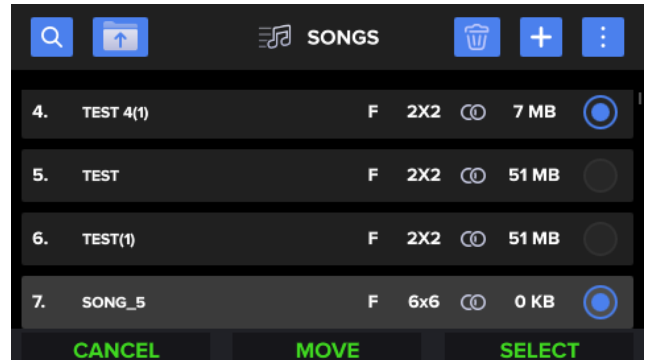 SONGS
4. TEST 4(1) F 2X2 7 MB
5. TEST F 2X2 51 MB
6. TEST(1) F 2X2 51 MB
7. SONG_5 F 6x6 0 KB
CANCEL MOVE SELECT